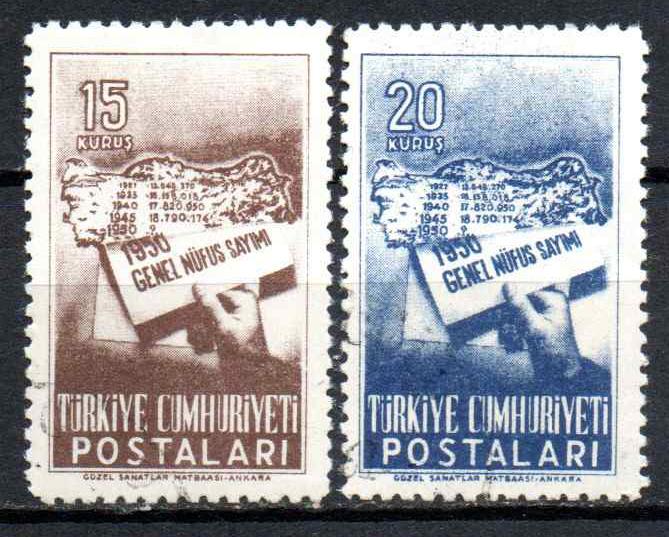 15
KURUŞ
1927 13.648.270
1935 16.158.018
1940 17.820.950
1945 18.790.174
1950 ?
1950
GENEL NÜFUS SAYIMI
TÜRKİYE CUMHURİYETİ
POSTALARI
GÜZEL SANATLAR MATBAASI-ANKARA
20
KURUŞ
1927 13.648.270
1935 16.158.018
1940 17.820.950
1945 18.790.174
1950 ?
1950
GENEL NÜFUS SAYIMI
TÜRKİYE CUMHURİYETİ
POSTALARI
GÜZEL SANATLAR MATBAASI-ANKARA